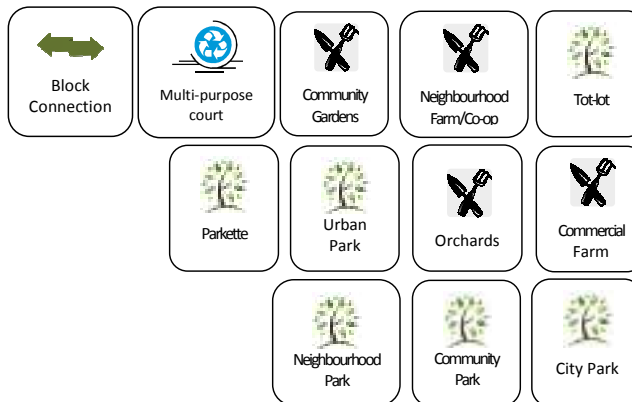 Block
Connection
Multi-purpose
court
Community
Gardens
Neighbourhood
Farm/Co-op
Tot-lot
Parkette
Urban
Park
Orchards
Commercial
Farm
Neighbourhood
Park
Community
Park
City Park